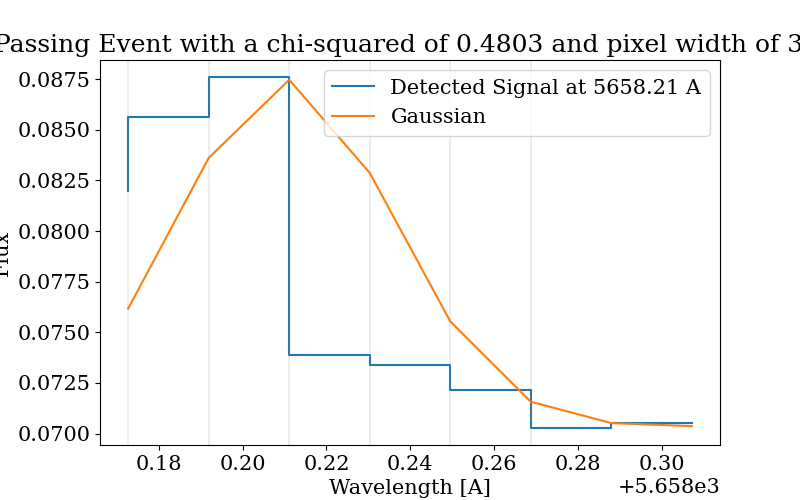 Passing Event with a chi-squared of 0.4803 and pixel width of 3
Detected Signal at 5658.21 A
Gaussian
0.0875
0.0850
0.0825
0.0800
0.0775
0.0750
0.0725
0.0700
Flux
0.18 0.20 0.22 0.24 0.26 0.28 0.30
+5.658e3
Wavelength [A]